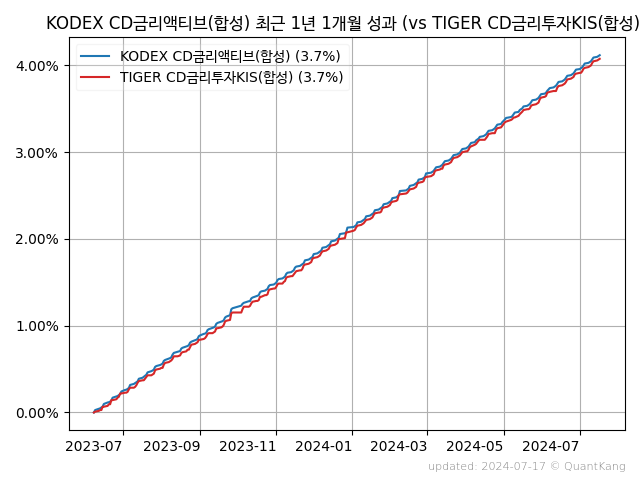 KODEX CD금리액티브(합성) 최근 1년 1개월 성과 (vs TIGER CD금리투자KIS(합성)
KODEX CD금리액티브(합성) (3.7%)
TIGER CD금리투자KIS(합성) (3.7%)
4.00%
3.00%
2.00%
1.00%
0.00%
2023-07 2023-09 2023-11 2024-01 2024-03 2024-05 2024-07
updated: 2024-07-17 © QuantKang